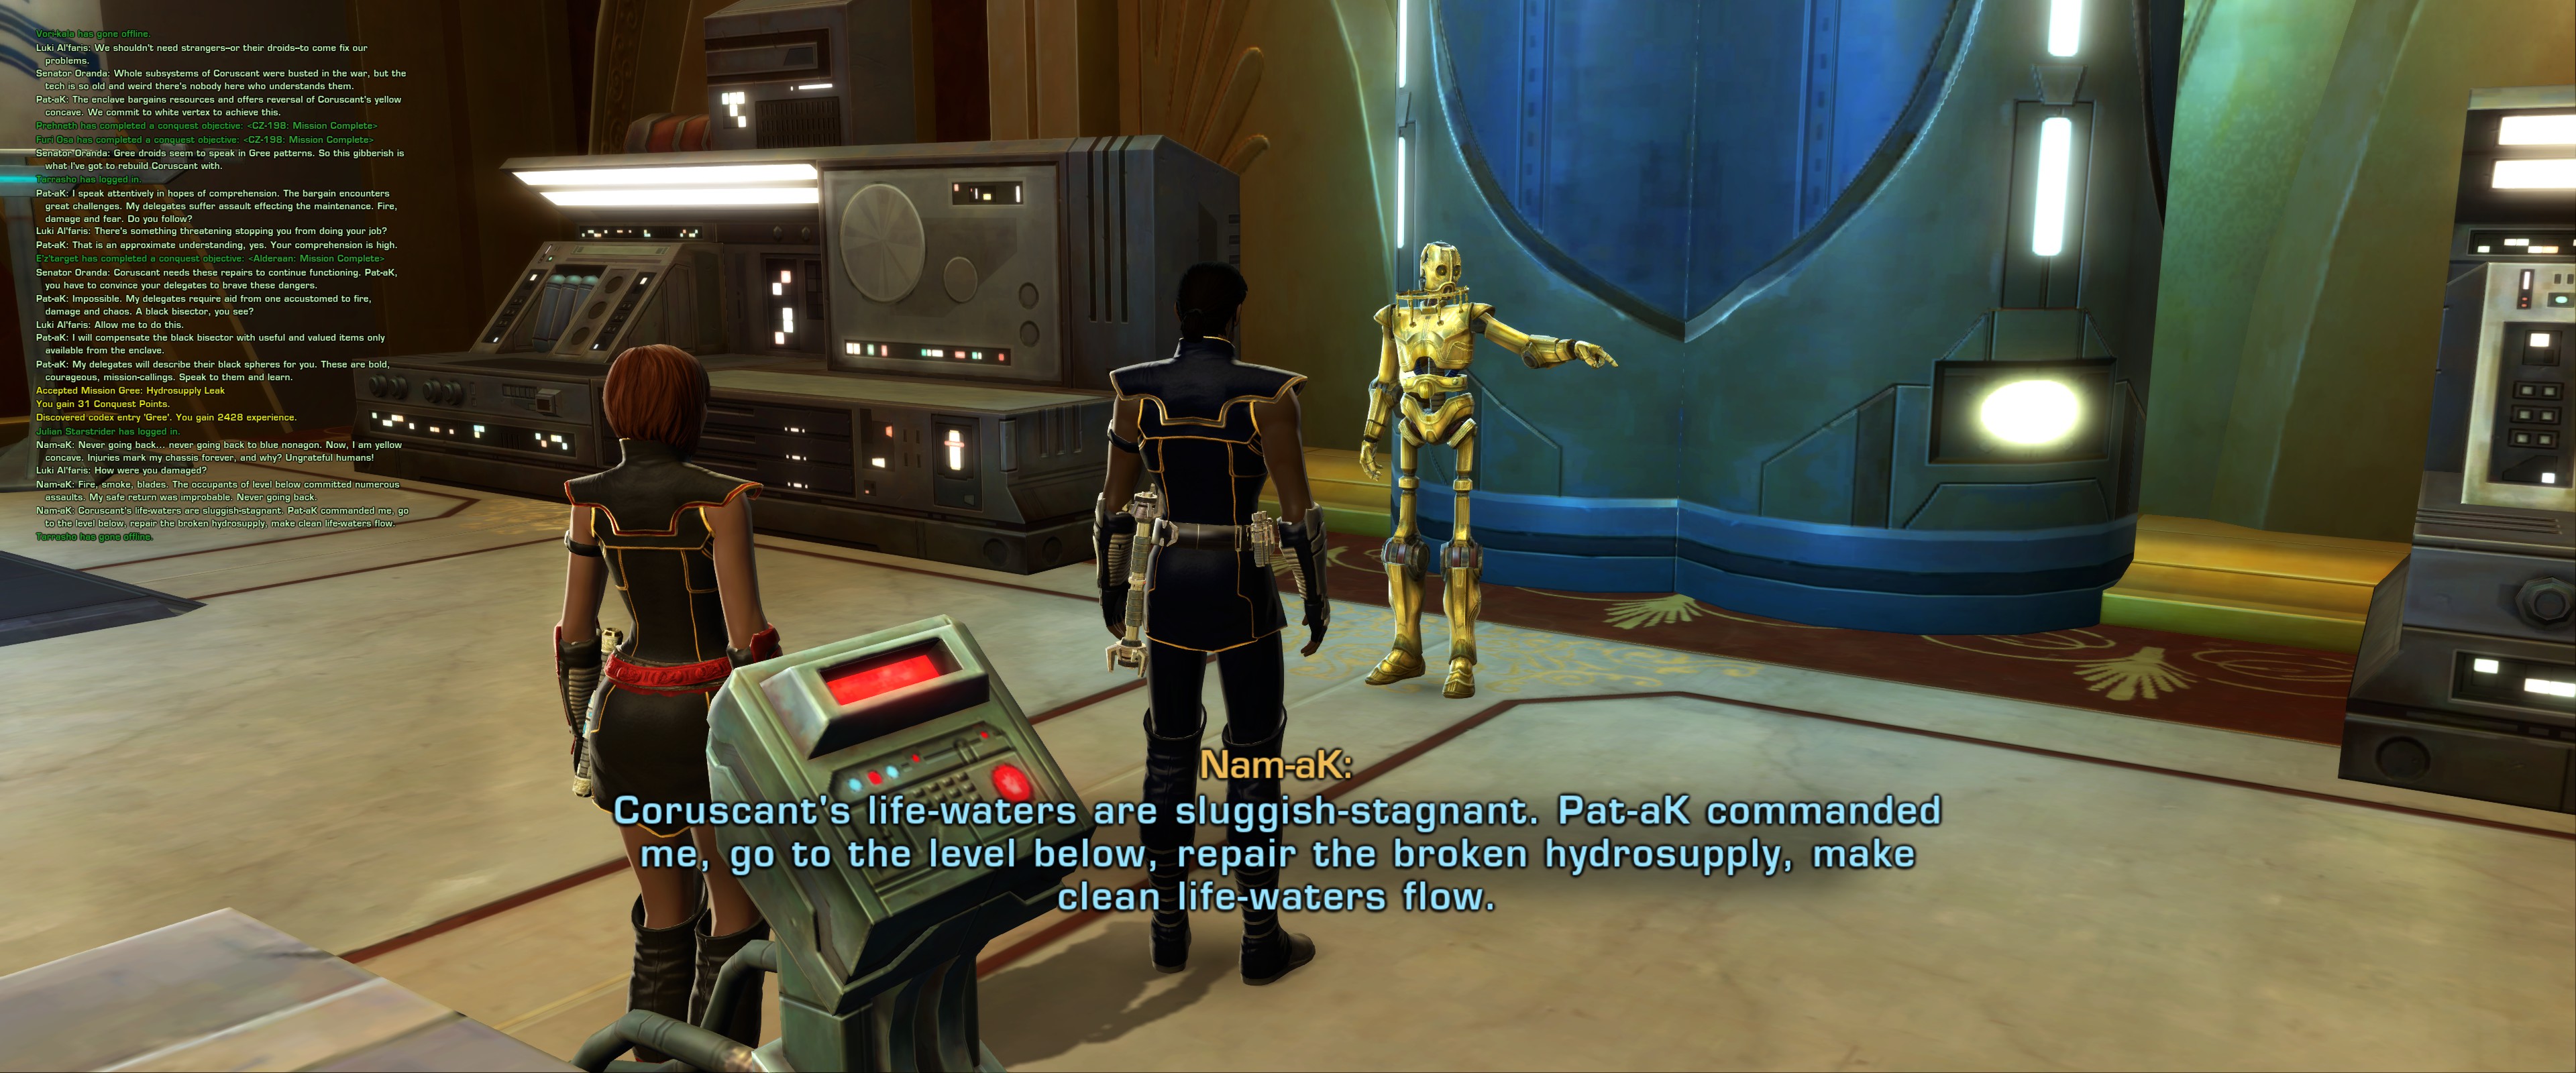 Vori-kala has gone offline.
Luki Al'faris: We shouldn't need strangers--or their droids--to come fix our
problems.
Senator Oranda: Whole subsystems of Coruscant were busted in the war, but the
tech is so old and weird there's nobody here who understands them.
Pat-aK: The enclave bargains resources and offers reversal of Coruscant's yellow
concave. We commit to white vertex to achieve this.
Prehneth has completed a conquest objective: <CZ-198: Mission Complete>
Furi Osa has completed a conquest objective: <CZ-198: Mission Complete>
Senator Oranda: Gree droids seem to speak in Gree patterns. So this gibberish is
what I've got to rebuild Coruscant with.
Tarrasho has logged in.
Pat-aK: I speak attentively in hopes of comprehension. The bargain encounters
great challenges. My delegates suffer assault effecting the maintenance. Fire,
damage and fear. Do you follow?
Luki Al'faris: There's something threatening stopping you from doing your job?
Pat-aK: That is an approximate understanding, yes. Your comprehension is high.
E'z'target has completed a conquest objective: <Alderaan: Mission Complete>
Senator Oranda: Coruscant needs these repairs to continue functioning. Pat-aK,
you have to convince your delegates to brave these dangers.
Pat-aK: Impossible. My delegates require aid from one accustomed to fire,
damage and chaos. A black bisector, you see?
Luki Al'faris: Allow me to do this.
Pat-aK: I will compensate the black bisector with useful and valued items only
available from the enclave.
Pat-aK: My delegates will describe their black spheres for you. These are bold,
courageous, mission-callings. Speak to them and learn.
Accepted Mission Gree: Hydrosupply Leak
You gain 31 Conquest Points.
Discovered codex entry 'Gree'. You gain 2428 experience.
Julian Starstrider has logged in.
Nam-aK: Never going back... never going back to blue nonagon. Now, I am yellow
concave. Injuries mark my chassis forever, and why? Ungrateful humans!
Luki Al'faris: How were you damaged?
Nam-aK: Fire, smoke, blades. The occupants of level below committed numerous
assaults. My safe return was improbable. Never going back.
Nam-aK: Coruscant's life-waters are sluggish-stagnant. Pat-aK commanded me, go
to the level below, repair the broken hydrosupply, make clean life-waters flow.
Tarrasho has gone offline.
Nam-aK:
Coruscant's life-waters are sluggish-stagnant. Pat-aK commanded
me, go to the level below, repair the broken hydrosupply, make
clean life-waters flow.